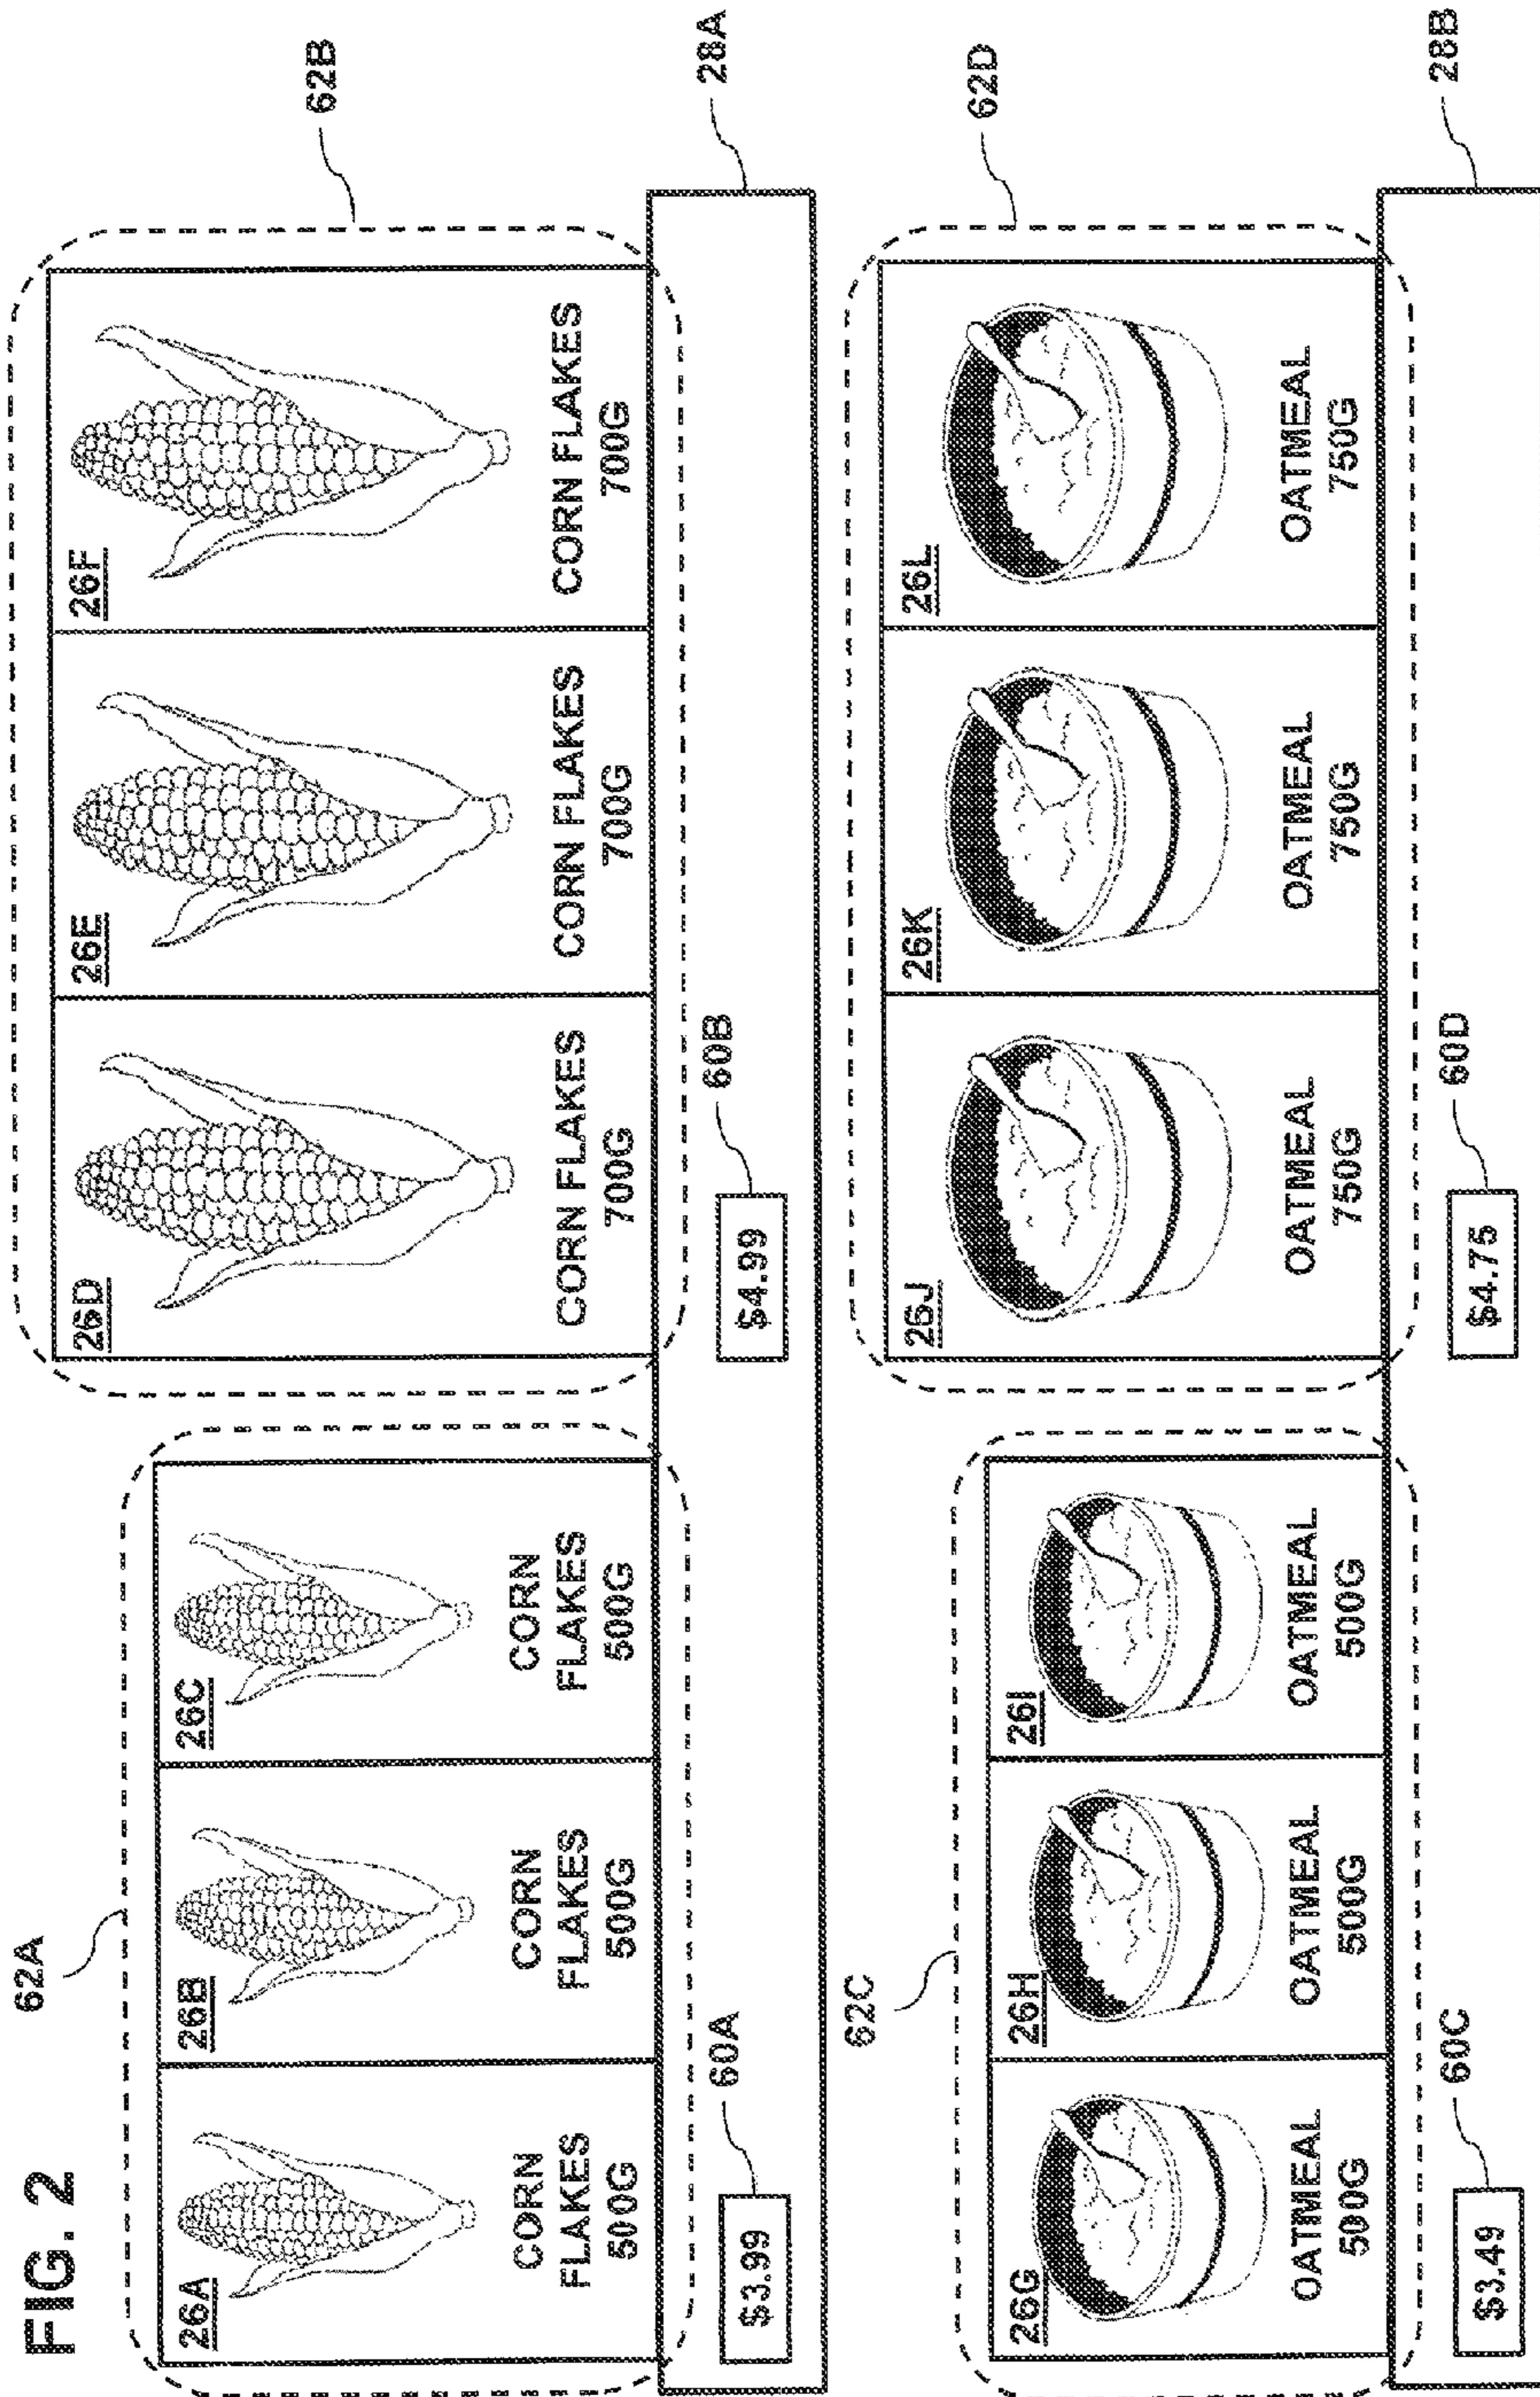 FIG. 2
62A
62B
26A
26B
26C
26D
26E
26F
CORN
FLAKES
500G
CORN
FLAKES
500G
CORN
FLAKES
500G
CORN FLAKES
700G
CORN FLAKES
700G
CORN FLAKES
700G
$3.99
60A
$4.99
60B
28A
62C
62D
26G
26H
26I
26J
26K
26L
OATMEAL
500G
OATMEAL
500G
OATMEAL
500G
OATMEAL
750G
OATMEAL
750G
OATMEAL
750G
$3.49
60C
$4.75
60D
28B